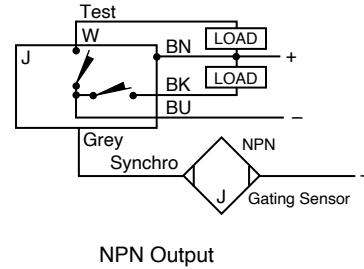 Test
W
BN
LOAD
+
J
LOAD
BK
BU
–
Grey
NPN
Synchro
J
Gating Sensor
–
NPN Output